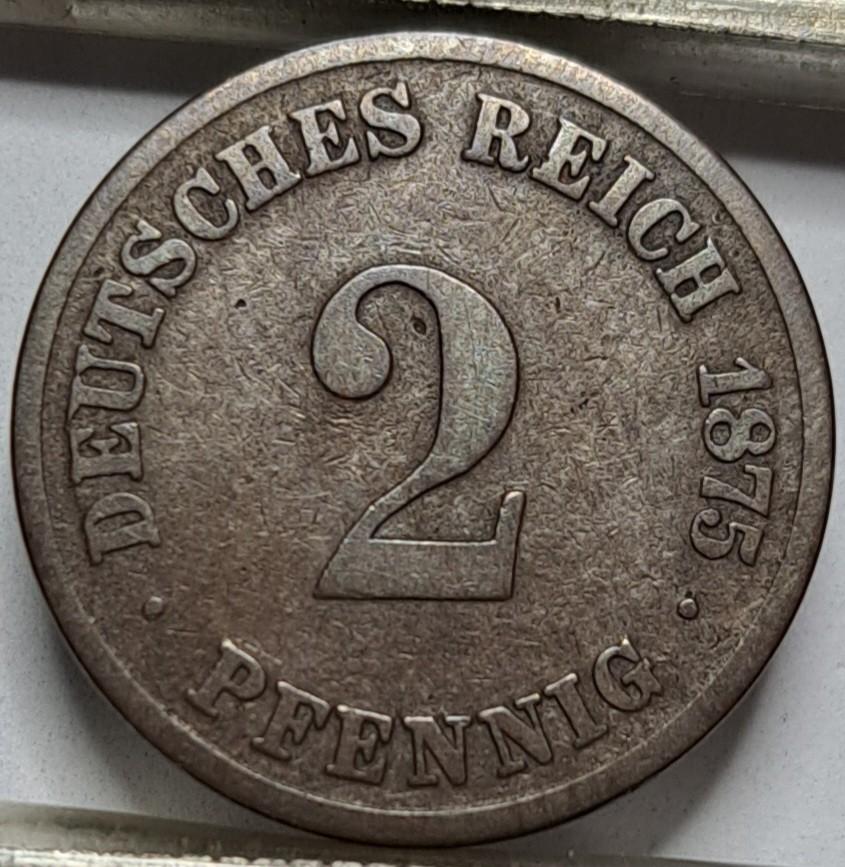 DEUTSCHES REICH 1875
2
· PFENNIG ·